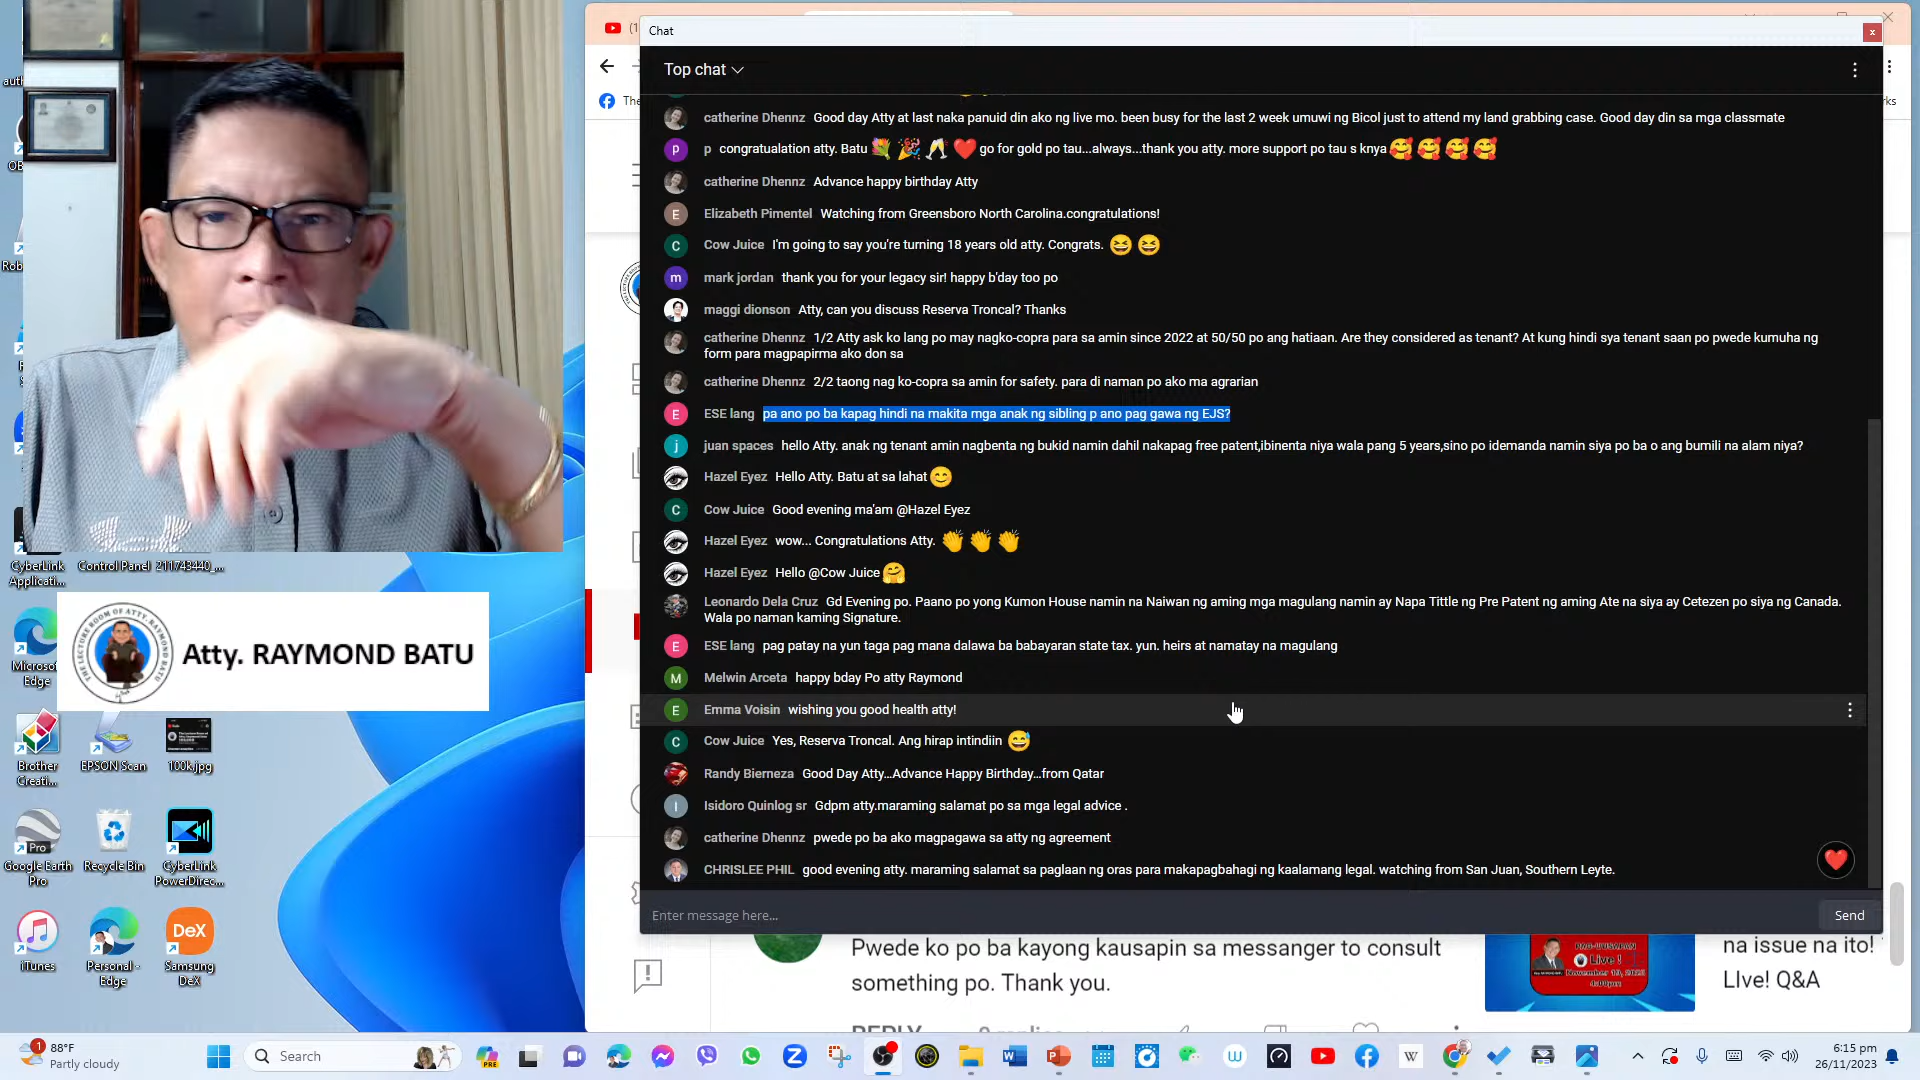 Chat
Top chat
catherine Dhennz Good day Atty at last naka panuid din ako ng live mo. been busy for the last 2 week umuwi ng Bicol just to attend my land grabbing case. Good day din sa mga classmate
p congratualation atty. Batu 💐 🎉 🥂 ❤️ go for gold po tau...always...thank you atty. more support po tau s knya 🥰 🥰 🥰 🥰
catherine Dhennz Advance happy birthday Atty
Elizabeth Pimentel Watching from Greensboro North Carolina.congratulations!
Cow Juice I'm going to say you're turning 18 years old atty. Congrats. 😆 😆
mark jordan thank you for your legacy sir! happy b'day too po
maggi dionson Atty, can you discuss Reserva Troncal? Thanks
catherine Dhennz 1/2 Atty ask ko lang po may nagko-copra para sa amin since 2022 at 50/50 po ang hatiaan. Are they considered as tenant? At kung hindi sya tenant saan po pwede kumuha ng
form para magpapirma ako don sa
catherine Dhennz 2/2 taong nag ko-copra sa amin for safety. para di naman po ako ma agrarian
ESE lang pa ano po ba kapag hindi na makita mga anak ng sibling p ano pag gawa ng EJS?
juan spaces hello Atty. anak ng tenant amin nagbenta ng bukid namin dahil nakapag free patent,ibinenta niya wala pang 5 years,sino po idemanda namin siya po ba o ang bumili na alam niya?
Hazel Eyez Hello Atty. Batu at sa lahat 😊
Cow Juice Good evening ma'am @Hazel Eyez
Hazel Eyez wow... Congratulations Atty. 👏 👏 👏
Hazel Eyez Hello @Cow Juice 🤗
Leonardo Dela Cruz Gd Evening po. Paano po yong Kumon House namin na Naiwan ng aming mga magulang namin ay Napa Tittle ng Pre Patent ng aming Ate na siya ay Cetezen po siya ng Canada.
Wala po naman kaming Signature.
ESE lang pag patay na yun taga pag mana dalawa ba babayaran state tax. yun. heirs at namatay na magulang
Melwin Arceta happy bday Po atty Raymond
Emma Voisin wishing you good health atty!
Cow Juice Yes, Reserva Troncal. Ang hirap intindiin 😅
Randy Bierneza Good Day Atty...Advance Happy Birthday...from Qatar
Isidoro Quinlog sr Gdpm atty.maraming salamat po sa mga legal advice .
catherine Dhennz pwede po ba ako magpagawa sa atty ng agreement
CHRISLEE PHIL good evening atty. maraming salamat sa paglaan ng oras para makapagbahagi ng kaalamang legal. watching from San Juan, Southern Leyte.
Enter message here...
Send
Pwede ko po ba kayong kausapin sa messanger to consult
something po. Thank you.
na issue na ito!
LIve! Q&A
Live !
November 19, 2023
THE LECTURE ROOM OF ATTY. RAYMOND BATU
Atty. RAYMOND BATU
CyberLink
Applicati...
Control Panel
211743440_...
Microsof
Edge
Brother
Creati...
EPSON Scan
100k.jpg
Pro
Google Earth
Pro
Recycle Bin
CyberLink
PowerDirec...
iTunes
Personal -
Edge
DeX
Samsung
DeX
1
88°F
Partly cloudy
Search
6:15 pm
26/11/2023